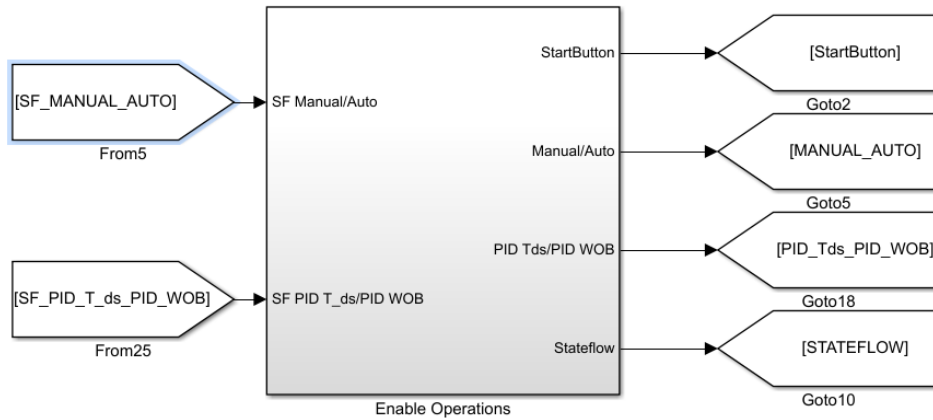 StartButton
[StartButton]
Goto2
[SF_MANUAL_AUTO]
SF Manual/Auto
From5
Manual/Auto
[MANUAL_AUTO]
Goto5
PID Tds/PID WOB
[PID_Tds_PID_WOB]
Goto18
[SF_PID_T_ds_PID_WOB]
SF PID T_ds/PID WOB
From25
Stateflow
[STATEFLOW]
Goto10
Enable Operations